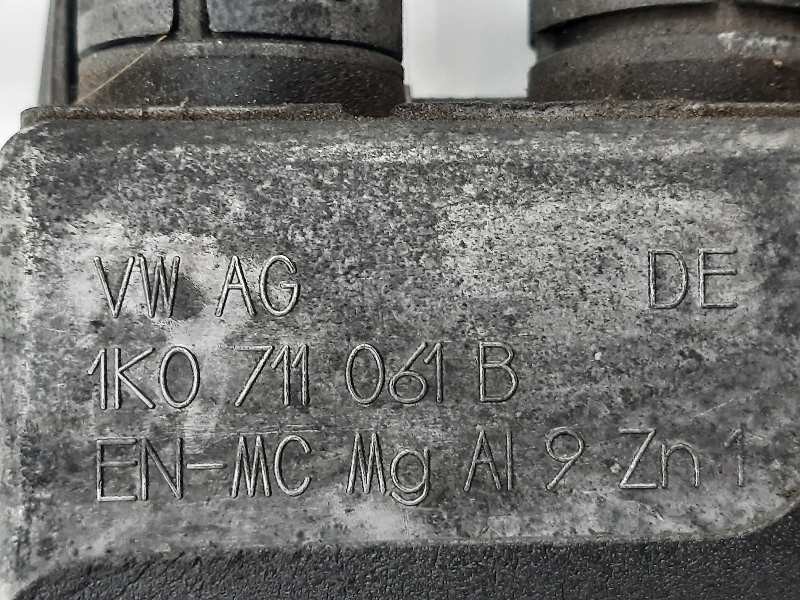 VW AG DE
1K0 711 061 B
EN-MC Mg Al 9 Zn 1